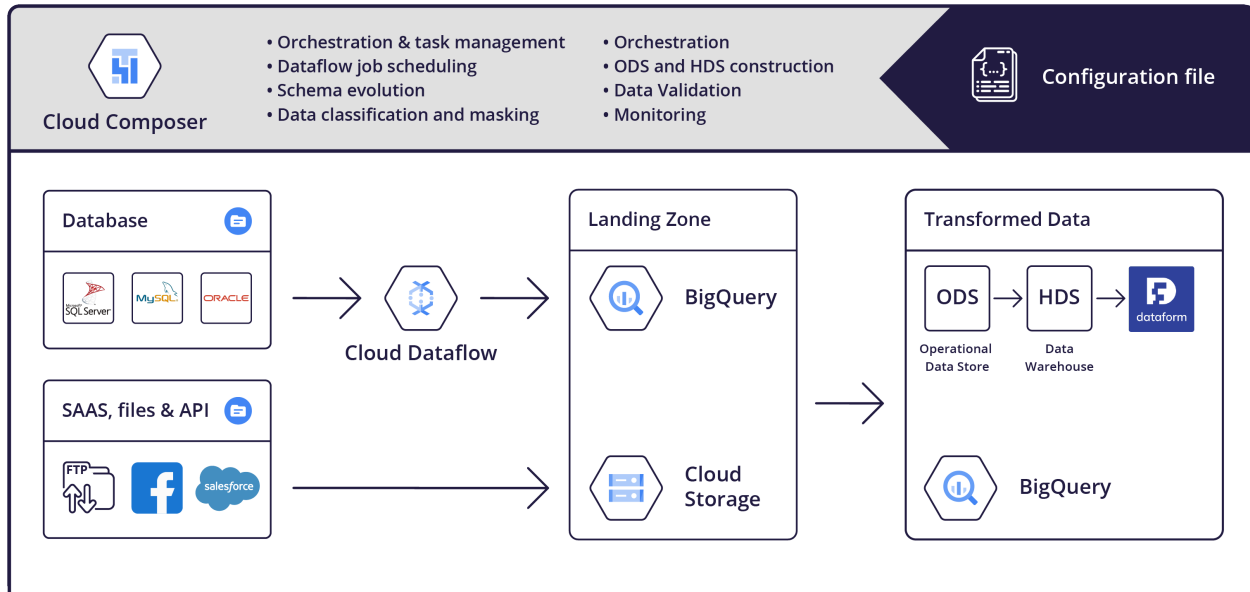 • Orchestration & task management
• Dataflow job scheduling
• Schema evolution
• Data classification and masking
• Orchestration
• ODS and HDS construction
• Data Validation
• Monitoring
Cloud Composer
{...}
Configuration file
Database
Microsoft
SQL Server
MySQL
ORACLE
Cloud Dataflow
SAAS, files & API
FTP
f
salesforce
Landing Zone
BigQuery
Cloud
Storage
Transformed Data
ODS
HDS
dataform
Operational
Data Store
Data
Warehouse
BigQuery